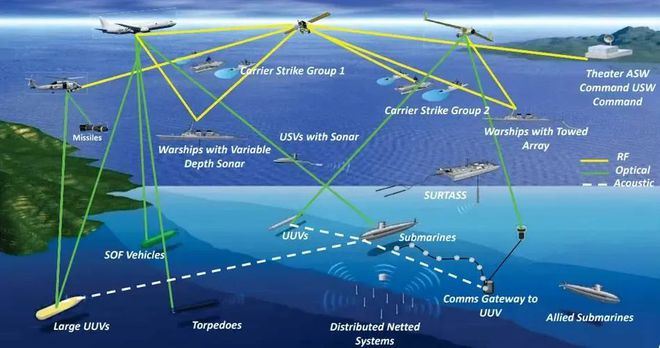 Carrier Strike Group 1
Theater ASW
Command USW
Command
Missiles
Carrier Strike Group 2
Warships with Variable
Depth Sonar
USVs with Sonar
Warships with Towed
Array
RF
Optical
Acoustic
SURTASS
UUVs
Submarines
SOF Vehicles
Large UUVs
Torpedoes
Distributed Netted
Systems
Comms Gateway to
UUV
Allied Submarines